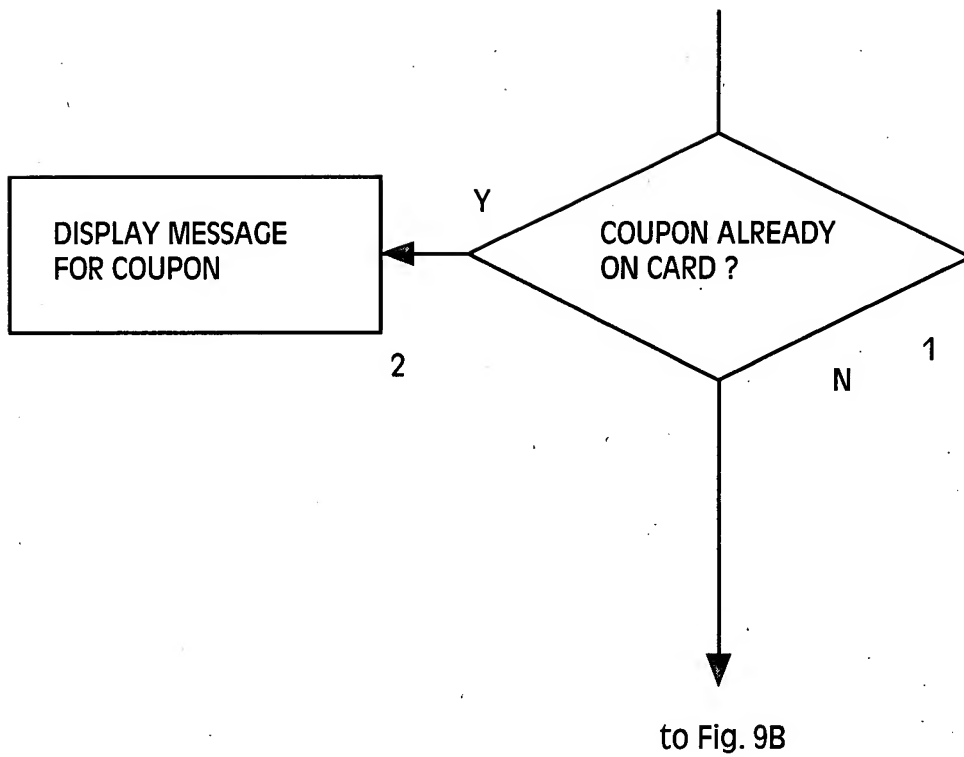 Y
DISPLAY MESSAGE
FOR COUPON
COUPON ALREADY
ON CARD ?
2
1
N
to Fig. 9B